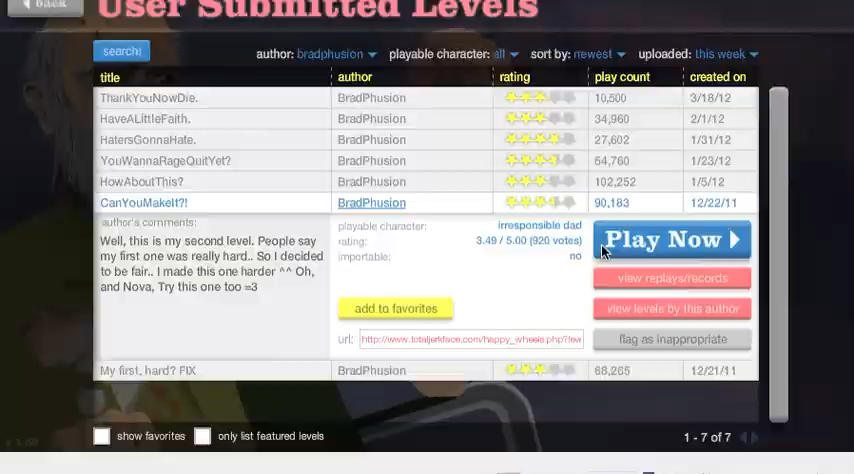 back
User Submitted Levels
search!
author: bradphusion playable character: all sort by: newest uploaded: this week
title author rating play count created on
ThankYouNowDie. BradPhusion 10,500 3/18/12
HaveALittleFaith. BradPhusion 34,960 2/1/12
HatersGonnaHate. BradPhusion 27,602 1/31/12
YouWannaRageQuitYet? BradPhusion 54,760 1/23/12
HowAboutThis? BradPhusion 102,252 1/5/12
CanYouMakeIt?! BradPhusion 90,183 12/22/11
author's comments:
Well, this is my second level. People say
my first one was really hard.. So I decided
to be fair.. I made this one harder ^^ Oh,
and Nova, Try this one too =3
playable character: irresponsible dad
rating: 3.49 / 5.00 (920 votes)
importable: no
add to favorites
url: http://www.totaljerkface.com/happy_wheels.php?lev
Play Now
view replays/records
view levels by this author
flag as inappropriate
My first, hard? FIX BradPhusion 68,265 12/21/11
show favorites only list featured levels
1 - 7 of 7